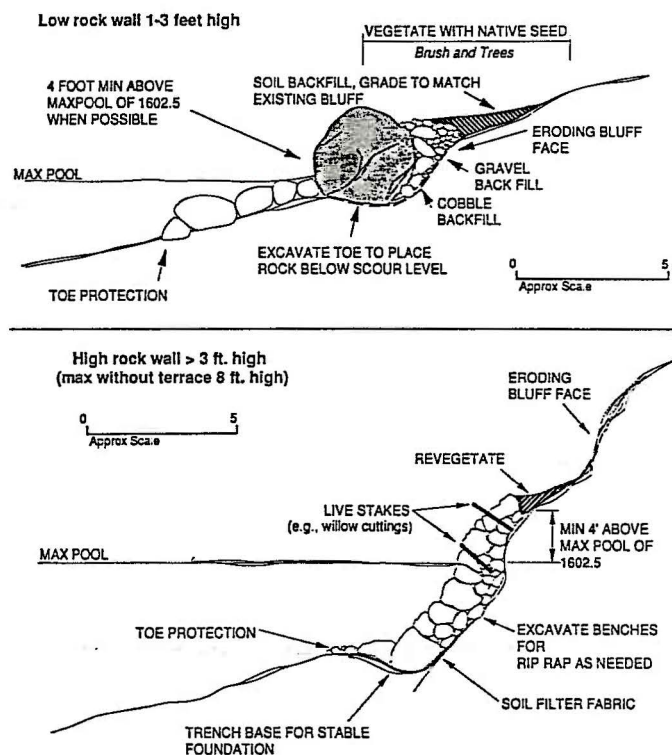 Low rock wall 1-3 feet high
VEGETATE WITH NATIVE SEED
Brush and Trees
4 FOOT MIN ABOVE
MAXPOOL OF 1602.5
WHEN POSSIBLE
SOIL BACKFILL, GRADE TO MATCH
EXISTING BLUFF
MAX POOL
ERODING BLUFF
FACE
GRAVEL
BACK FILL
COBBLE
BACKFILL
EXCAVATE TOE TO PLACE
ROCK BELOW SCOUR LEVEL
TOE PROTECTION
0 5
Approx Sca.e
High rock wall > 3 ft. high
(max without terrace 8 ft. high)
0 5
Approx Sca.e
ERODING
BLUFF FACE
REVEGETATE
LIVE STAKES
(e.g., willow cuttings)
MIN 4' ABOVE
MAX POOL OF
1602.5
MAX POOL
TOE PROTECTION
EXCAVATE BENCHES
FOR
RIP RAP AS NEEDED
SOIL FILTER FABRIC
TRENCH BASE FOR STABLE
FOUNDATION